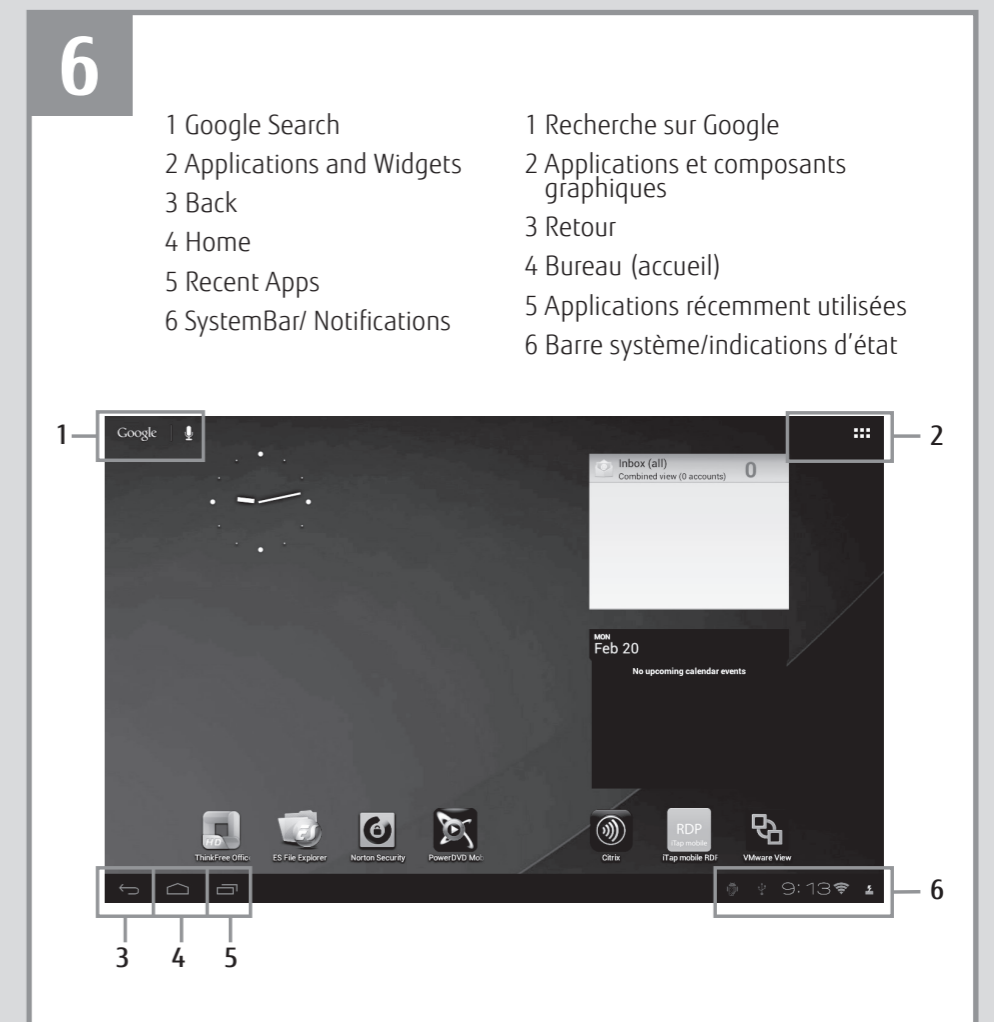 6
1 Google Search
2 Applications and Widgets
3 Back
4 Home
5 Recent Apps
6 SystemBar/ Notifications
1 Recherche sur Google
2 Applications et composants
graphiques
3 Retour
4 Bureau (accueil)
5 Applications récemment utilisées
6 Barre système/indications d'état
1
Google
2
Inbox (all)
Combined view (0 accounts)
0
MON
Feb 20
No upcoming calendar events
HD
RDP
iTap mobile
ThinkFree Offic
ES File Explorer
Norton Security
PowerDVD Mo
Citrix
iTap mobile RDF
VMware View
9:13
6
3
4
5